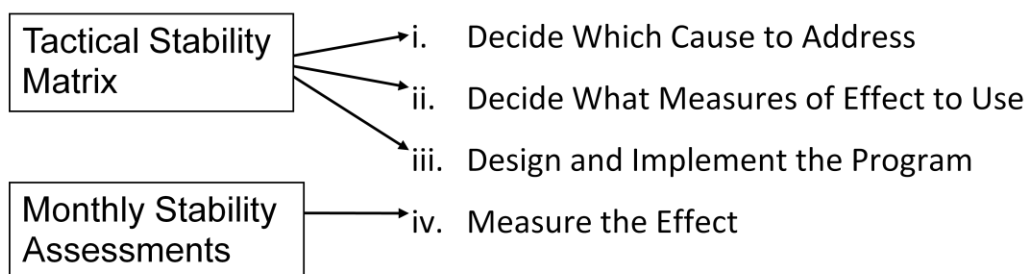 Tactical Stability
Matrix
i. Decide Which Cause to Address
ii. Decide What Measures of Effect to Use
iii. Design and Implement the Program
Monthly Stability
Assessments
iv. Measure the Effect